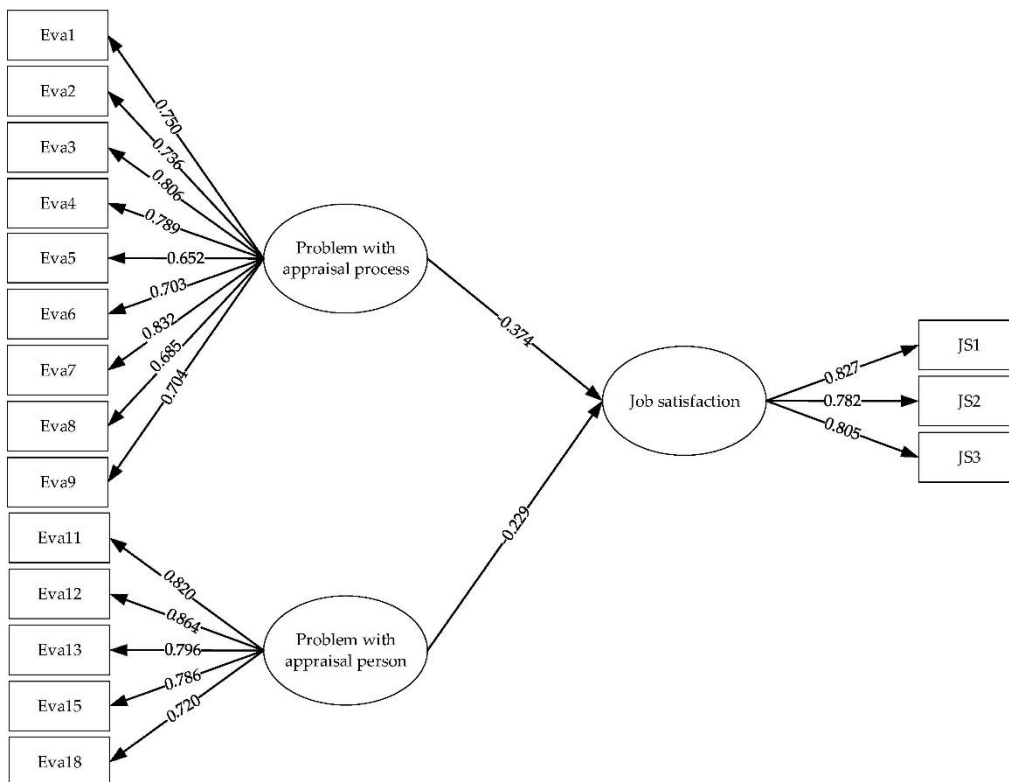 Eva1
Eva2
Eva3
Eva4
Eva5
Eva6
Eva7
Eva8
Eva9
Eva11
Eva12
Eva13
Eva15
Eva18
0.750
0.736
0.806
0.789
0.652
0.703
0.832
0.685
0.704
0.820
0.864
0.796
0.786
0.720
Problem with
appraisal process
Problem with
appraisal person
-0.374
-0.229
Job satisfaction
0.827
0.782
0.805
JS1
JS2
JS3